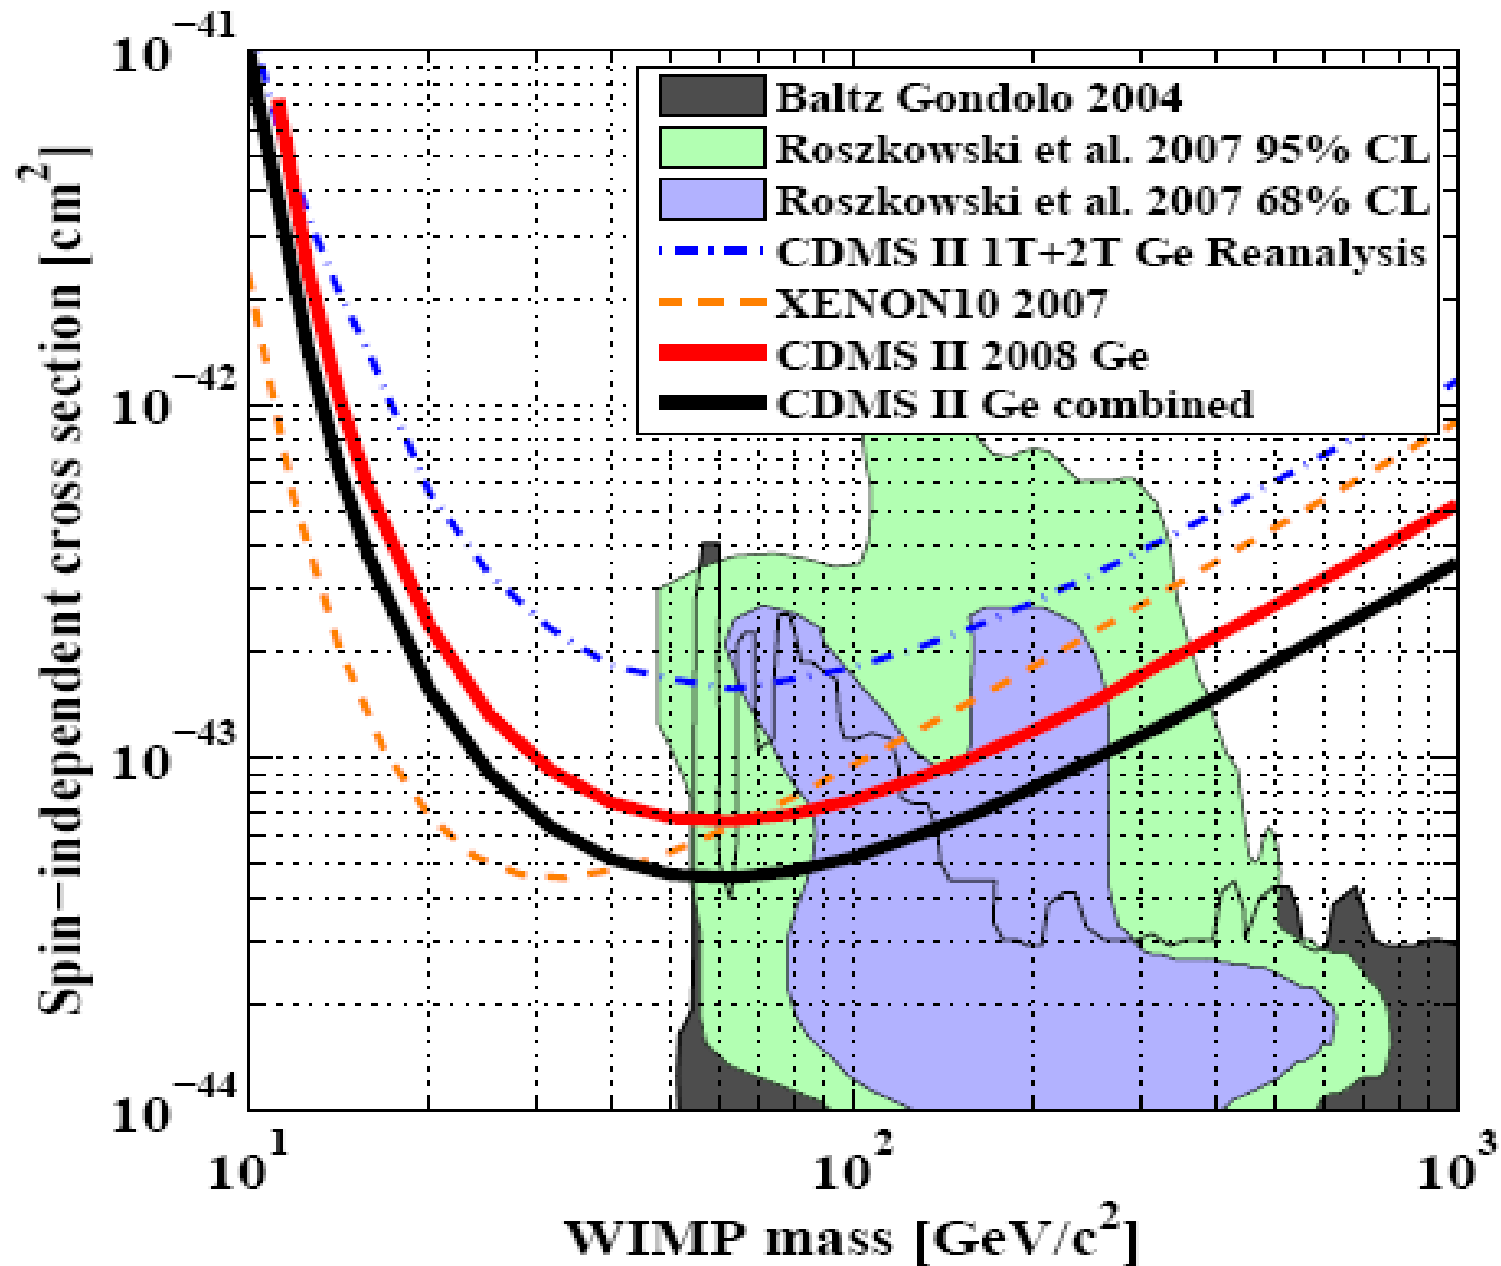 10^−41
10^−42
10^−43
10^−44
Spin−independent cross section [cm^2]
Baltz Gondolo 2004
Roszkowski et al. 2007 95% CL
Roszkowski et al. 2007 68% CL
CDMS II 1T+2T Ge Reanalysis
XENON10 2007
CDMS II 2008 Ge
CDMS II Ge combined
10^1 10^2 10^3
WIMP mass [GeV/c^2]